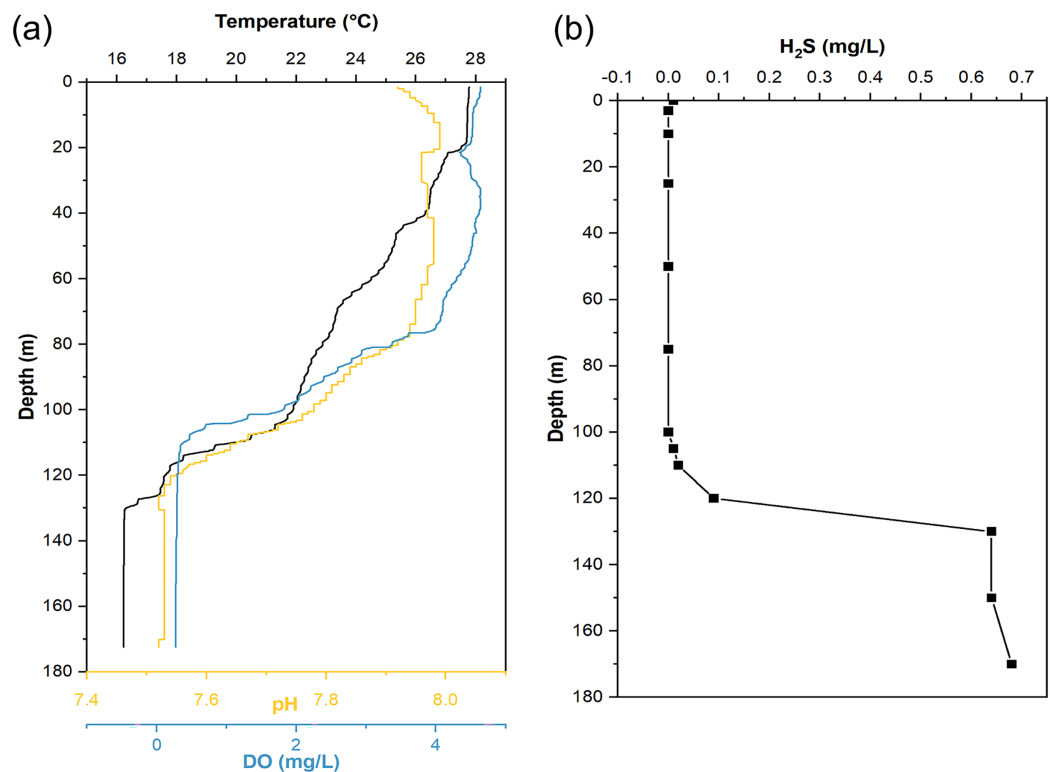 (a)
Temperature (°C)
16 18 20 22 24 26 28
0
20
40
60
80
100
120
140
160
180
Depth (m)
7.4 7.6 7.8 8.0
pH
0 2 4
DO (mg/L)
(b)
H₂S (mg/L)
-0.1 0.0 0.1 0.2 0.3 0.4 0.5 0.6 0.7
0
20
40
60
80
100
120
140
160
180
Depth (m)